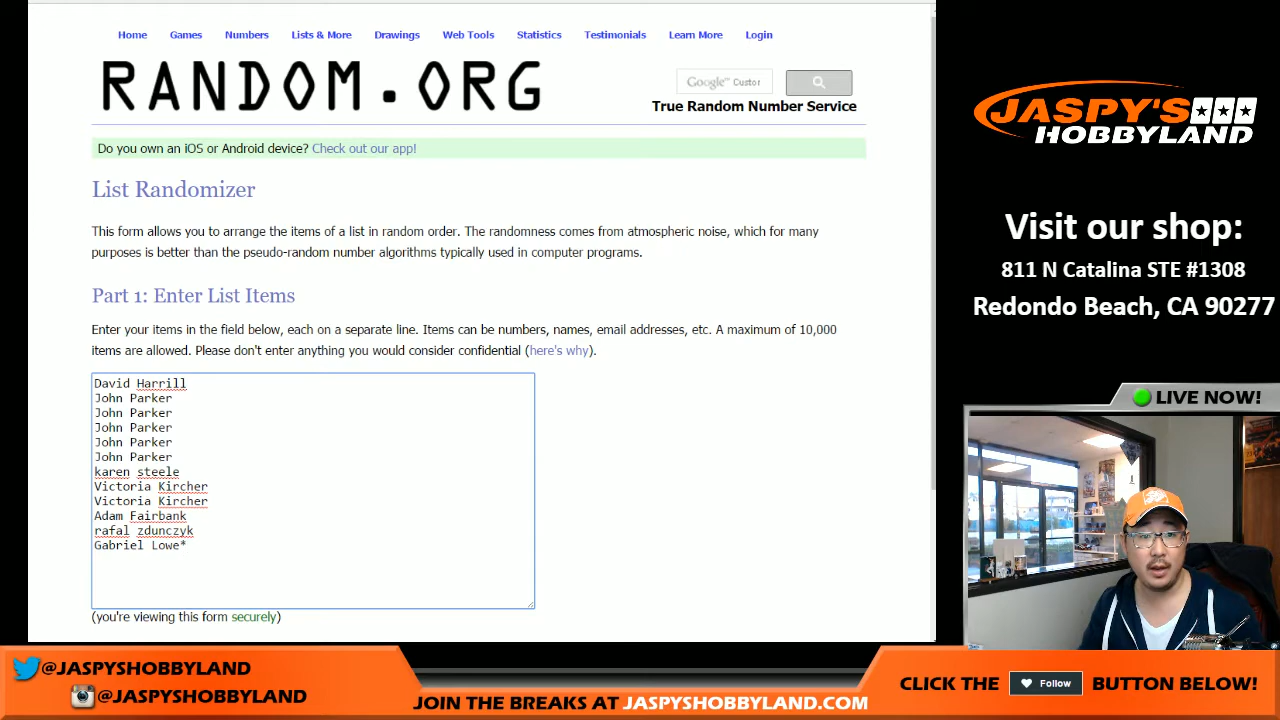 Home Games Numbers Lists & More Drawings Web Tools Statistics Testimonials Learn More Login
RANDOM.ORG
Google™ Custor
True Random Number Service
Do you own an iOS or Android device? Check out our app!
List Randomizer
This form allows you to arrange the items of a list in random order. The randomness comes from atmospheric noise, which for many
purposes is better than the pseudo-random number algorithms typically used in computer programs.
Part 1: Enter List Items
Enter your items in the field below, each on a separate line. Items can be numbers, names, email addresses, etc. A maximum of 10,000
items are allowed. Please don't enter anything you would consider confidential (here's why).
David Harrill
John Parker
John Parker
John Parker
John Parker
John Parker
karen steele
Victoria Kircher
Victoria Kircher
Adam Fairbank
rafal zdunczyk
Gabriel Lowe*
(you're viewing this form securely)
JASPY'S
HOBBYLAND
Visit our shop:
811 N Catalina STE #1308
Redondo Beach, CA 90277
LIVE NOW!
@JASPYSHOBBYLAND
@JASPYSHOBBYLAND
JOIN THE BREAKS AT JASPYSHOBBYLAND.COM
CLICK THE Follow BUTTON BELOW!